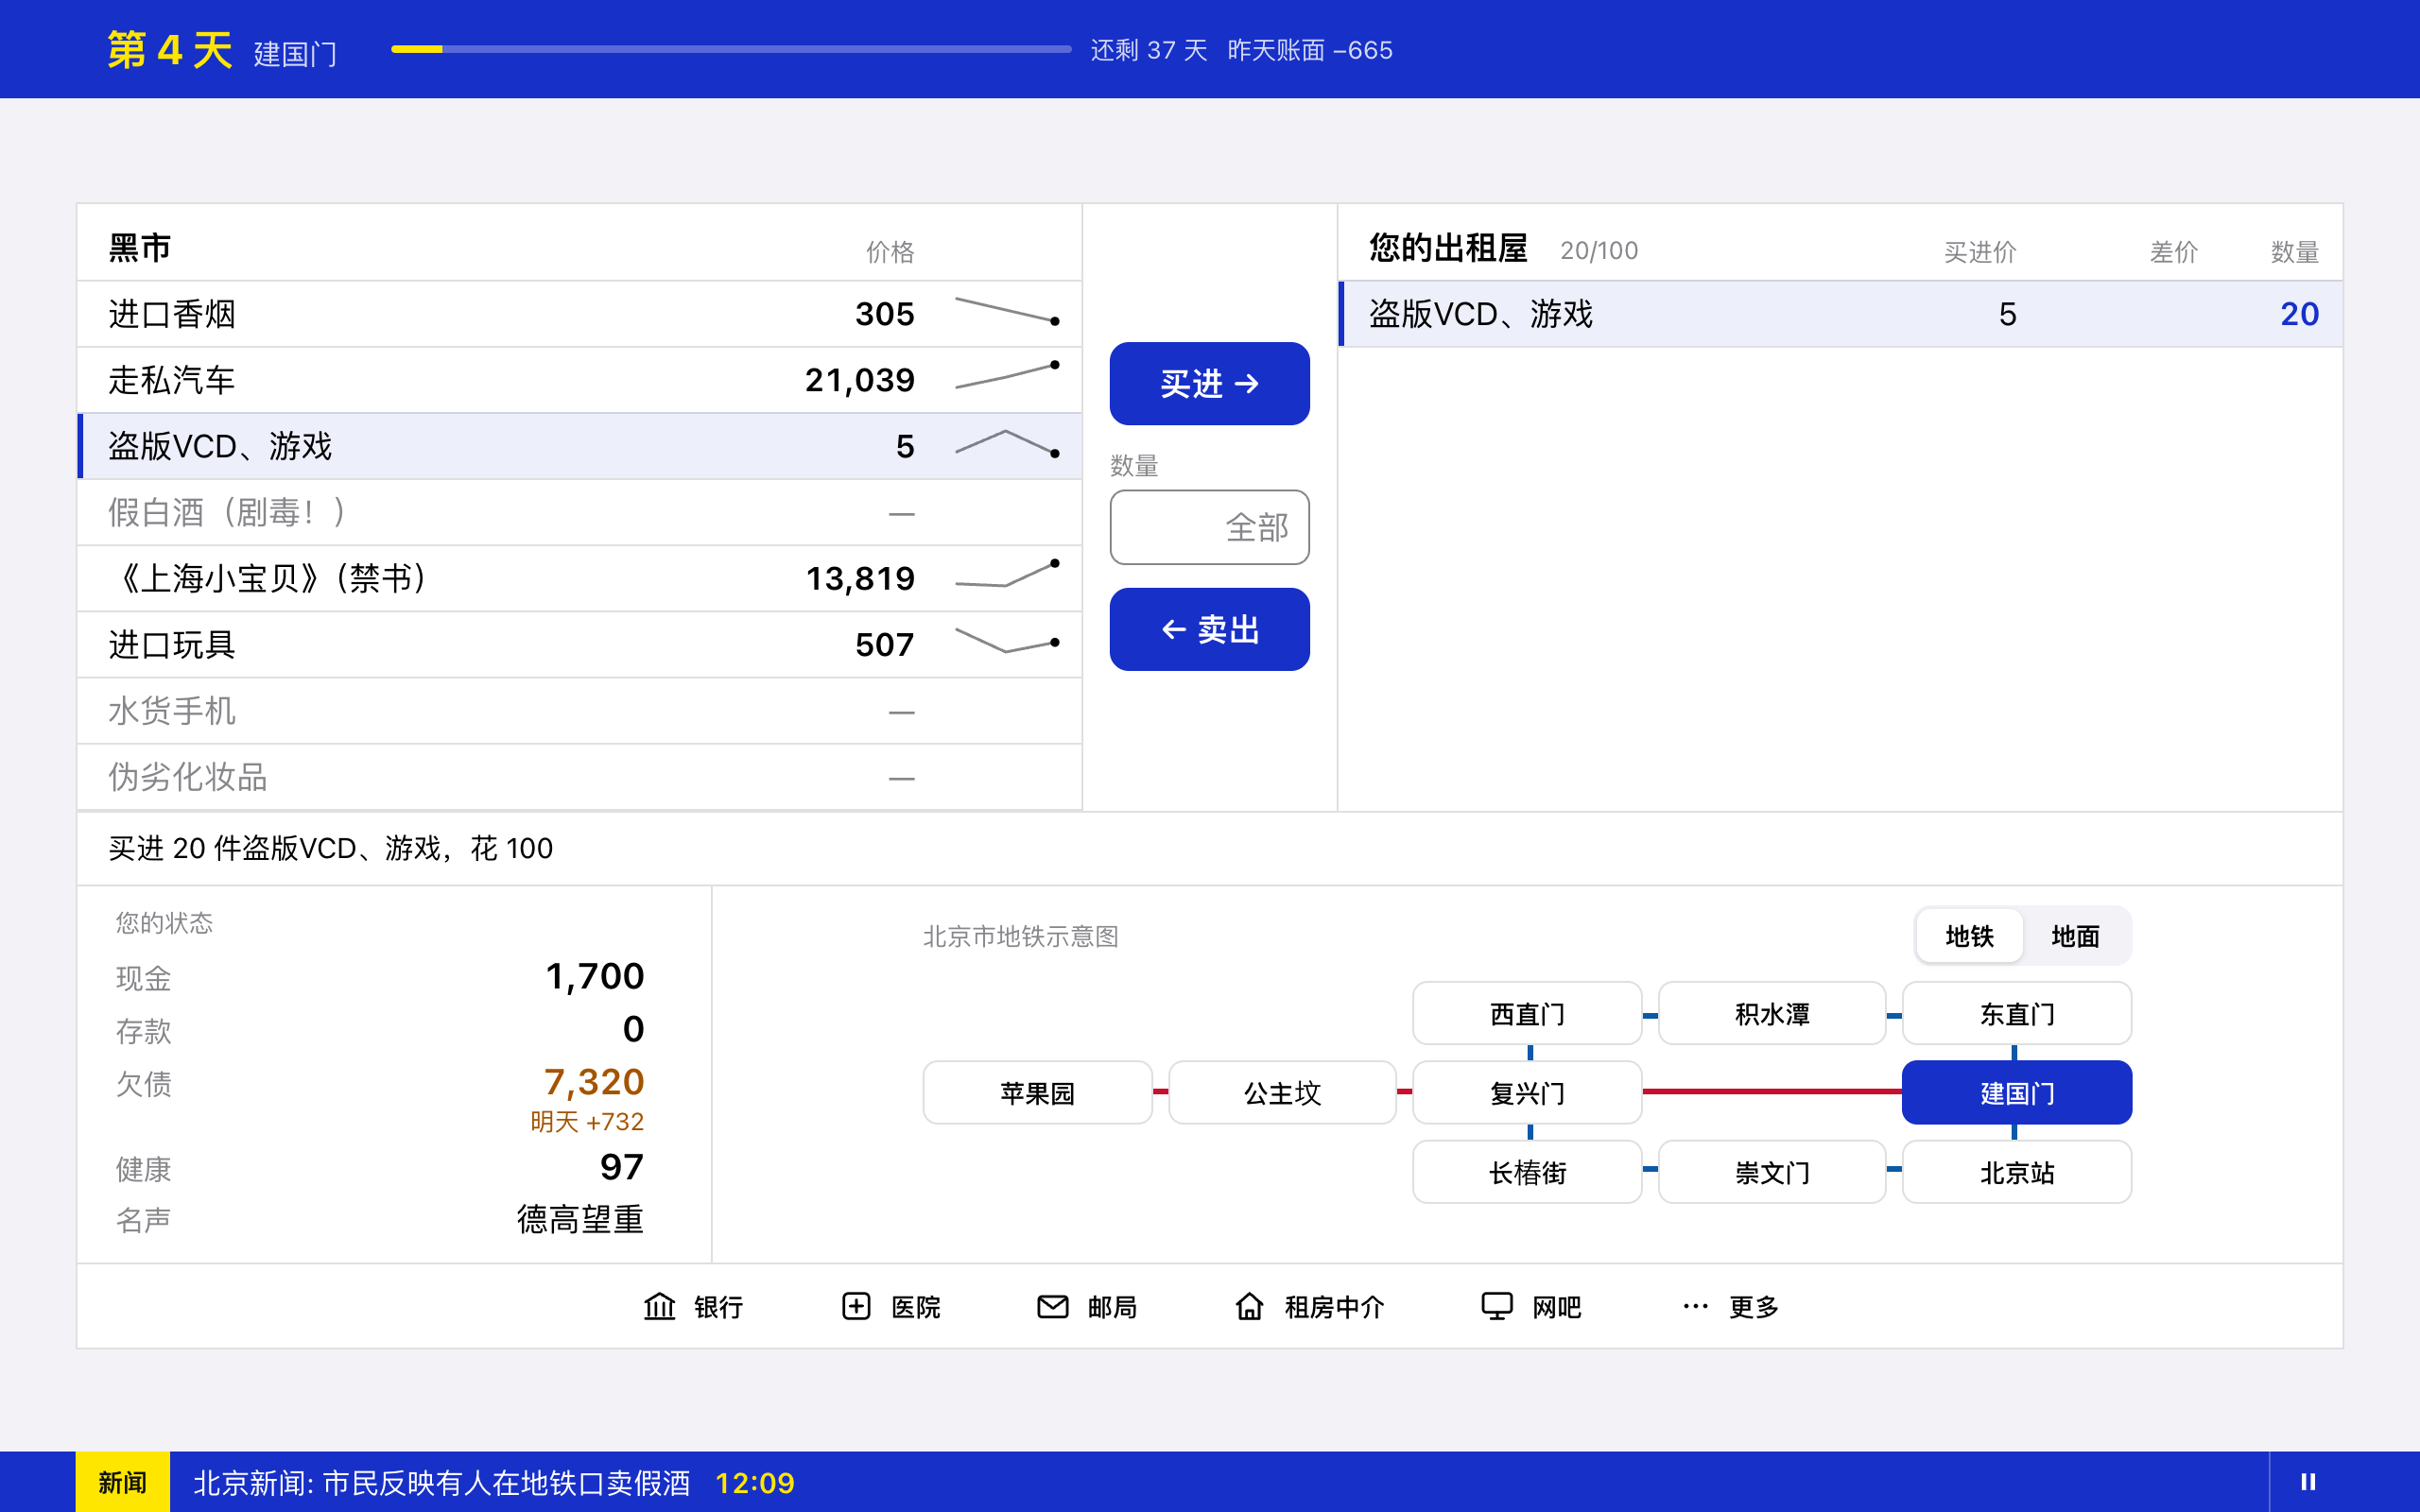 第 4 天 建国门 还剩 37 天 昨天账面 –665
黑市 价格
进口香烟 305
走私汽车 21,039
盗版VCD、游戏 5
假白酒（剧毒！） —
《上海小宝贝》（禁书） 13,819
进口玩具 507
水货手机 —
伪劣化妆品 —
买进 →
数量
全部
← 卖出
您的出租屋 20/100 买进价 差价 数量
盗版VCD、游戏 5 20
买进 20 件盗版VCD、游戏，花 100
您的状态
现金 1,700
存款 0
欠债 7,320
明天 +732
健康 97
名声 德高望重
北京市地铁示意图 地铁 地面
西直门 积水潭 东直门
苹果园 公主坟 复兴门 建国门
长椿街 崇文门 北京站
银行 医院 邮局 租房中介 网吧 ··· 更多
新闻 北京新闻: 市民反映有人在地铁口卖假酒 12:09